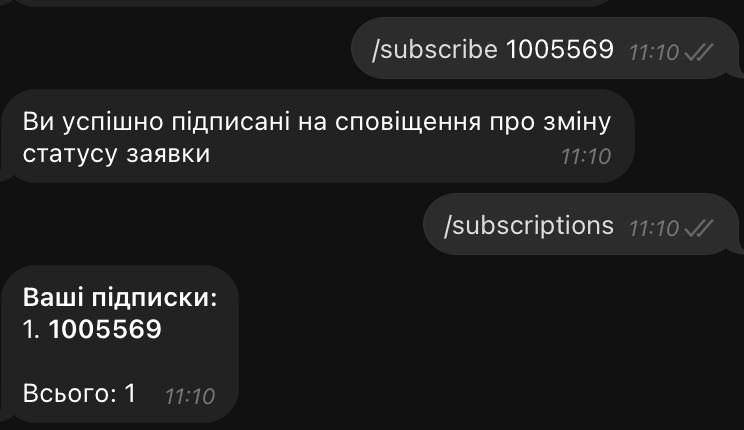 /subscribe 1005569 11:10
Ви успішно підписані на сповіщення про зміну
статусу заявки 11:10
/subscriptions 11:10
Ваші підписки:
1. 1005569
Всього: 1 11:10